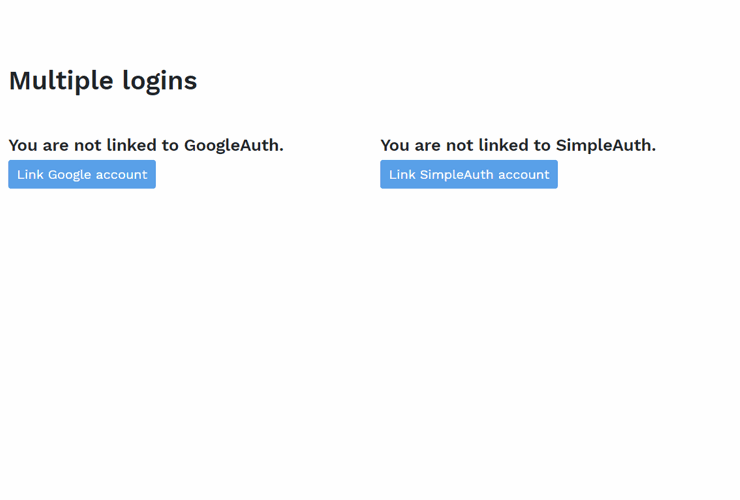 Multiple logins
You are not linked to GoogleAuth.
Link Google account
You are not linked to SimpleAuth.
Link SimpleAuth account